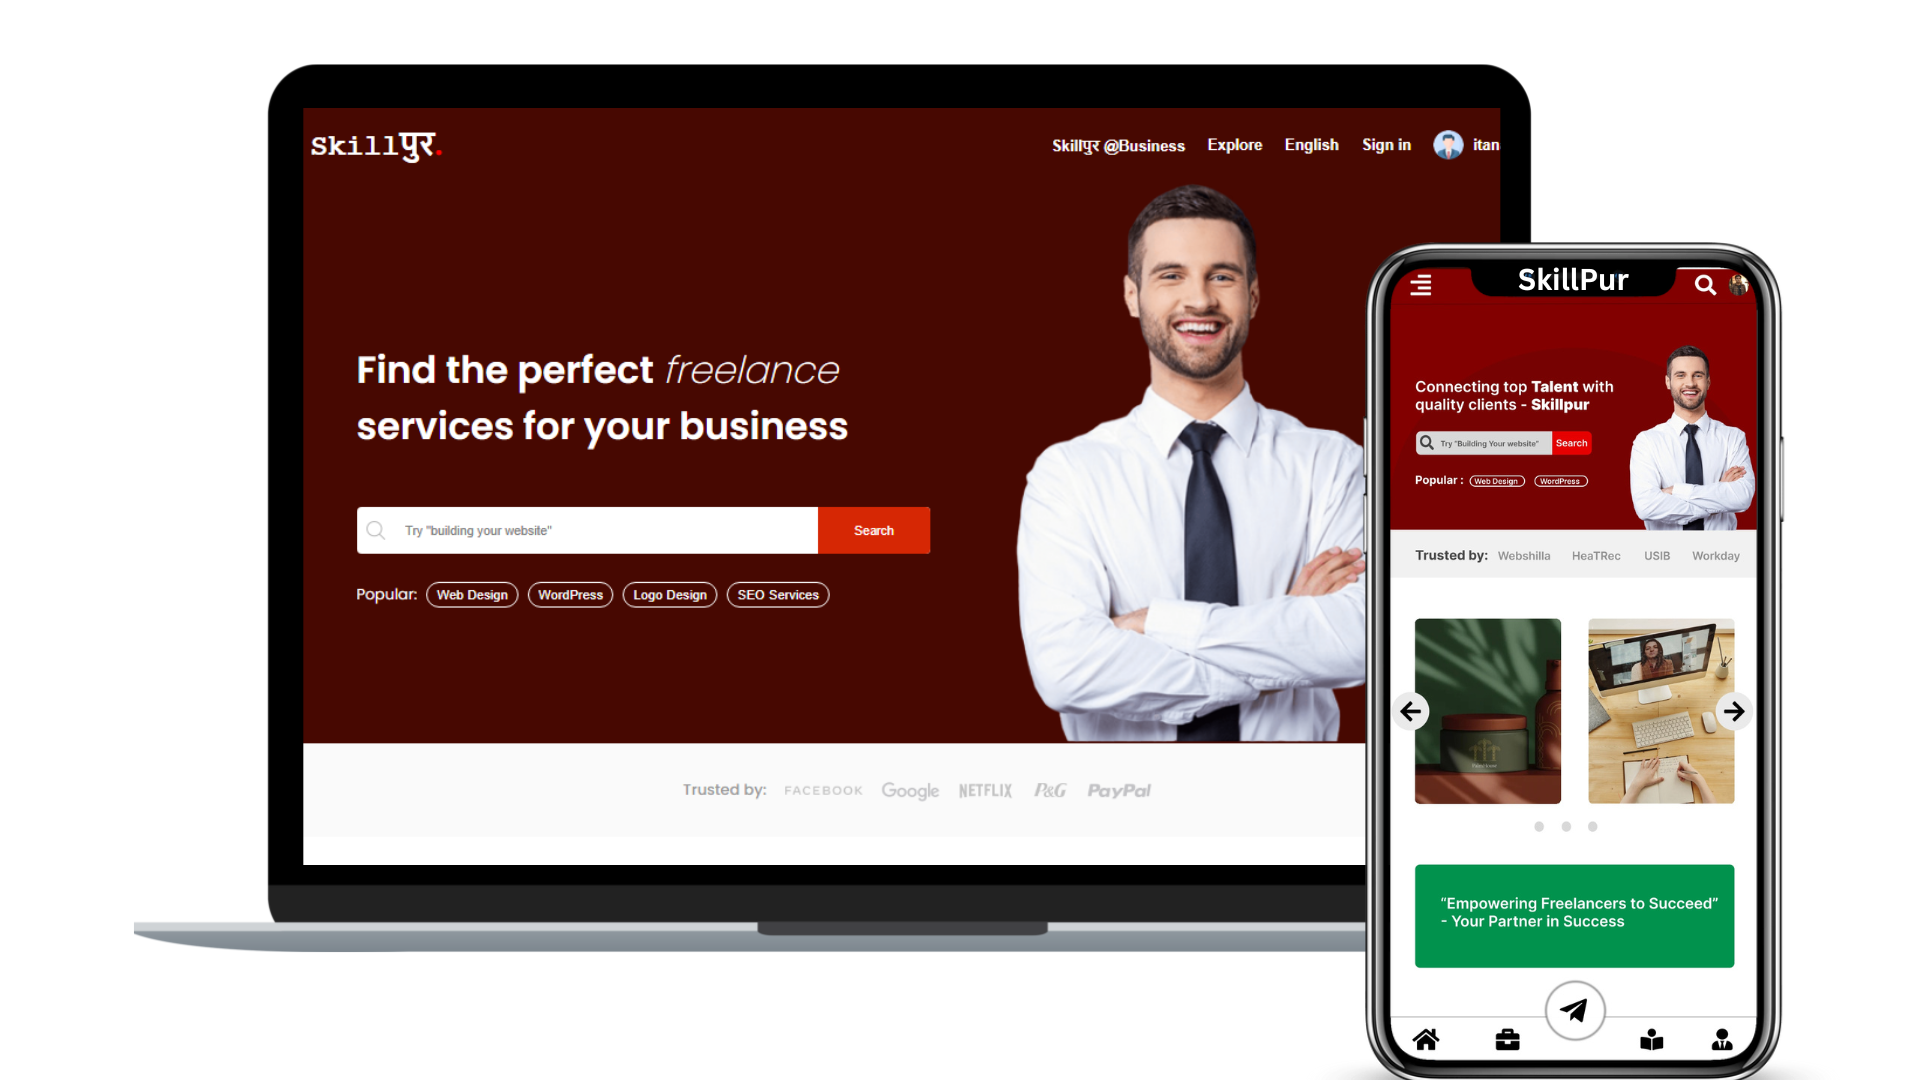 Skillपुर.
Skillपुर @Business Explore English Sign in itan
Find the perfect freelance
services for your business
Try "building your website" Search
Popular: Web Design WordPress Logo Design SEO Services
Trusted by: FACEBOOK Google NETFLIX P&G PayPal
SkillPur
Connecting top Talent with
quality clients - Skillpur
Try "Building Your website" Search
Popular : Web Design WordPress
Trusted by: Webshilla HeaTRec USIB Workday
“Empowering Freelancers to Succeed”
- Your Partner in Success